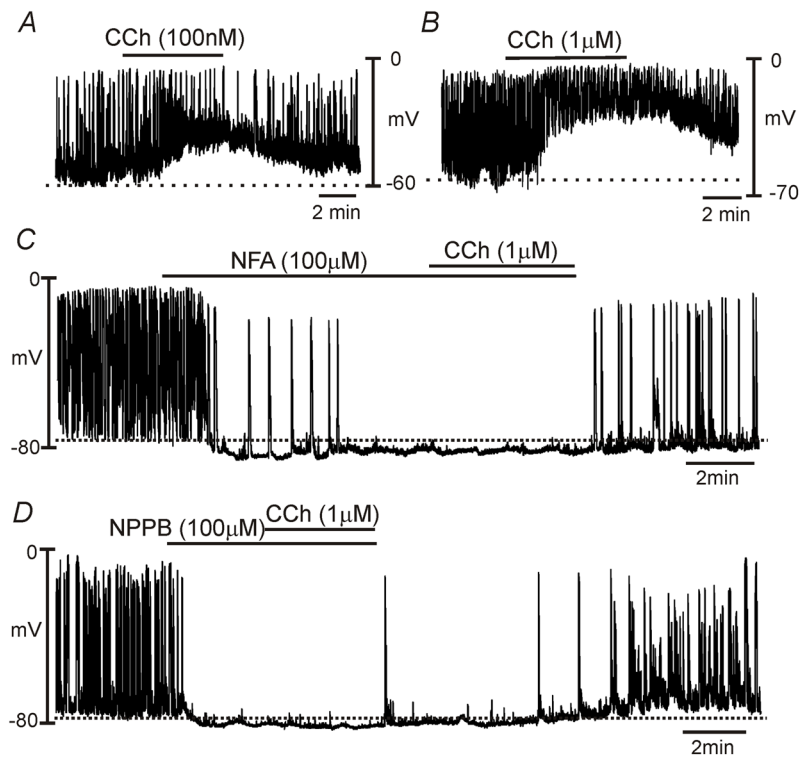 A
CCh (100nM)
0
mV
-60
2 min
B
CCh (1µM)
0
mV
-70
2 min
C
NFA (100µM)
CCh (1µM)
0
mV
-80
2min
D
NPPB (100µM)
CCh (1µM)
0
mV
-80
2min